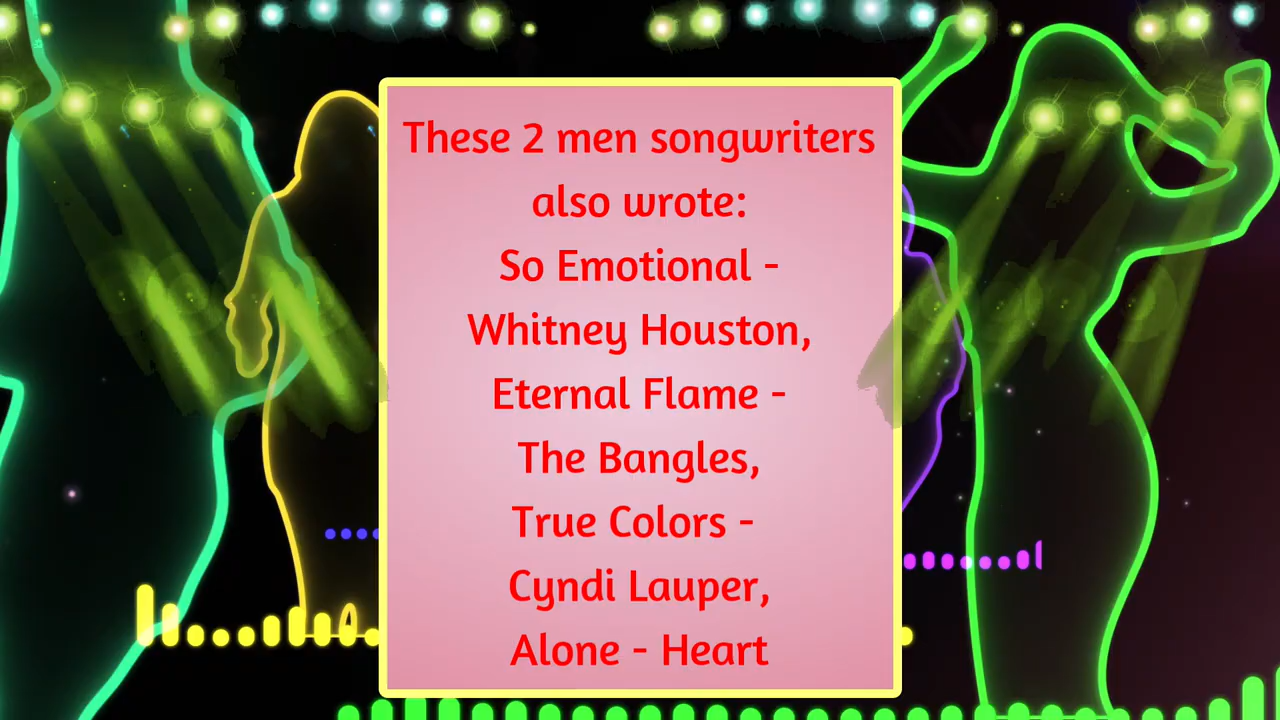 These 2 men songwriters
also wrote:
So Emotional -
Whitney Houston,
Eternal Flame -
The Bangles,
True Colors -
Cyndi Lauper,
Alone - Heart